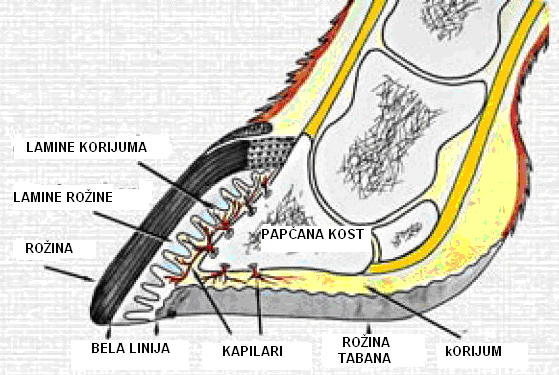 LAMINE KORIJUMA
LAMINE ROŽINE
ROŽINA
PAPČANA KOST
BELA LINIJA
KAPILARI
ROŽINA
TABANA
kORIJUM